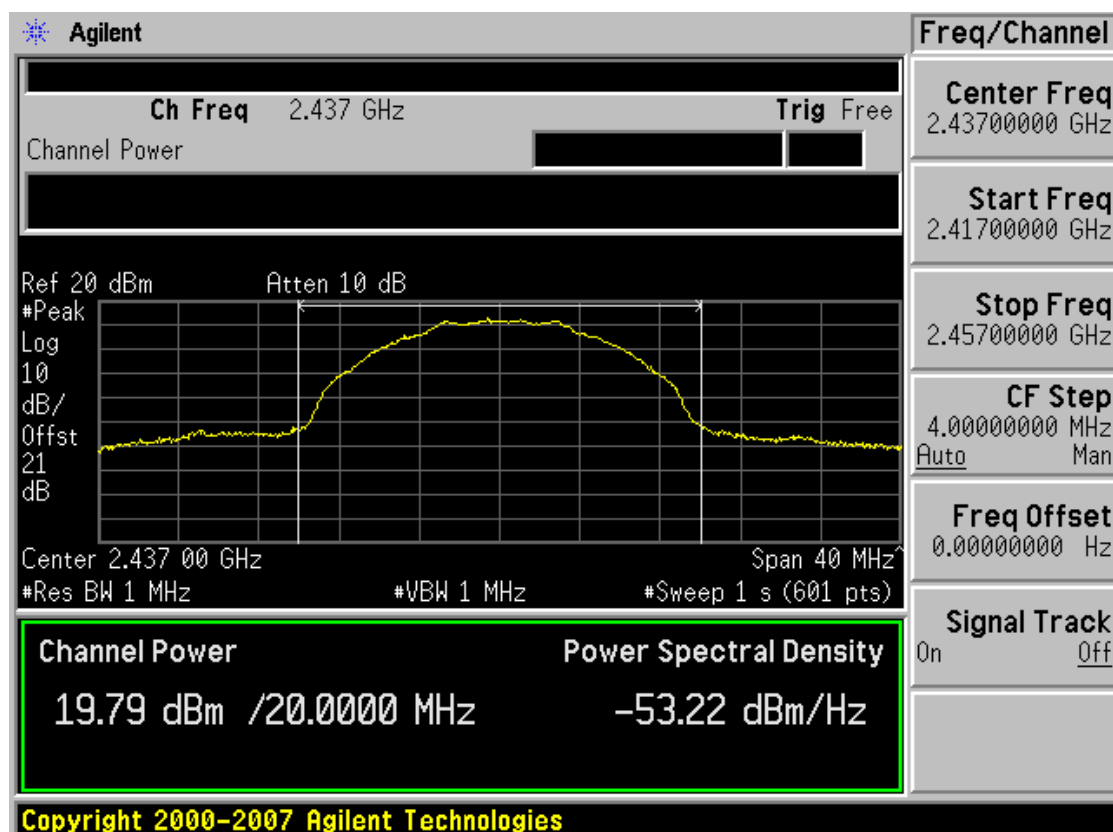 Agilent
Freq/Channel
Ch Freq 2.437 GHz Trig Free
Channel Power
Center Freq
2.43700000 GHz
Start Freq
2.41700000 GHz
Stop Freq
2.45700000 GHz
CF Step
4.00000000 MHz
Auto Man
Freq Offset
0.00000000 Hz
Signal Track
On Off
Ref 20 dBm Atten 10 dB
#Peak
Log
10
dB/
Offst
21
dB
Center 2.437 00 GHz Span 40 MHz^
#Res BW 1 MHz #VBW 1 MHz #Sweep 1 s (601 pts)
Channel Power Power Spectral Density
19.79 dBm /20.0000 MHz -53.22 dBm/Hz
Copyright 2000-2007 Agilent Technologies